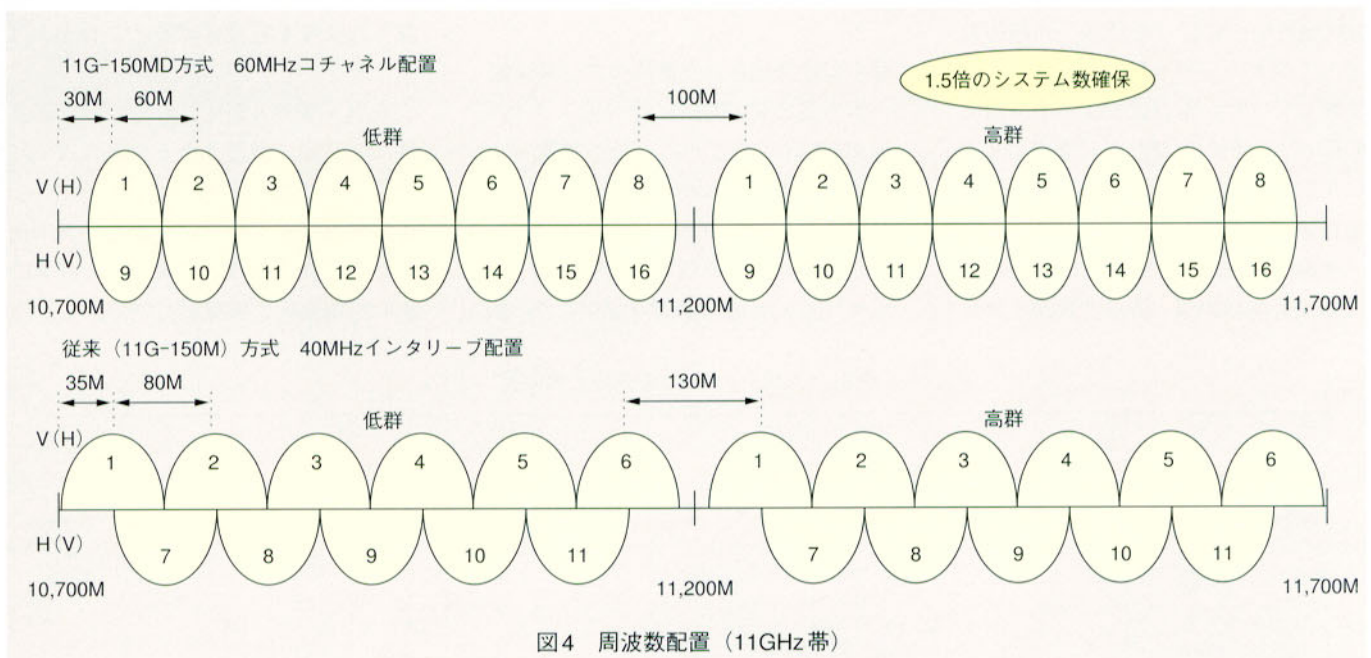 11G-150MD方式　60MHzコチャネル配置
1.5倍のシステム数確保
30M 60M 100M
低群 高群
V(H) 1 2 3 4 5 6 7 8 1 2 3 4 5 6 7 8
H(V) 9 10 11 12 13 14 15 16 9 10 11 12 13 14 15 16
10,700M 11,200M 11,700M
従来（11G-150M）方式　40MHzインタリーブ配置
35M 80M 130M
低群 高群
V(H) 1 2 3 4 5 6 1 2 3 4 5 6
H(V) 7 8 9 10 11 7 8 9 10 11
10,700M 11,200M 11,700M
図4　周波数配置（11GHz帯）